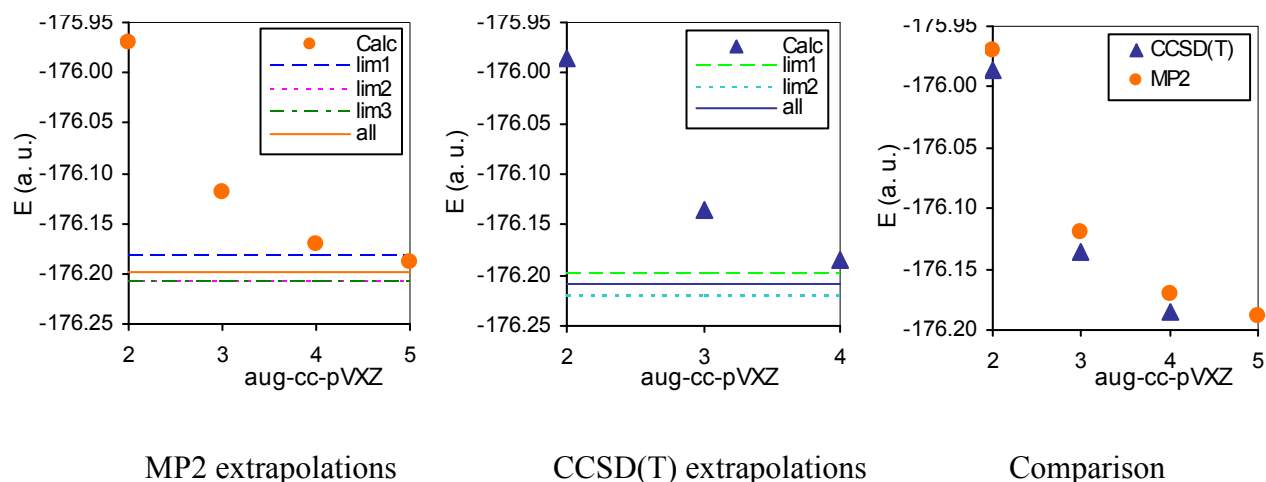 -175.95
-176.00
-176.05
-176.10
-176.15
-176.20
-176.25
E (a. u.)
2 3 4 5
aug-cc-pVXZ
Calc
lim1
lim2
lim3
all
-175.95
-176.00
-176.05
-176.10
-176.15
-176.20
-176.25
E (a. u.)
2 3 4
aug-cc-pVXZ
Calc
lim1
lim2
all
-175.95
-176.00
-176.05
-176.10
-176.15
-176.20
E (a. u.)
2 3 4 5
aug-cc-pVXZ
CCSD(T)
MP2
MP2 extrapolations
CCSD(T) extrapolations
Comparison